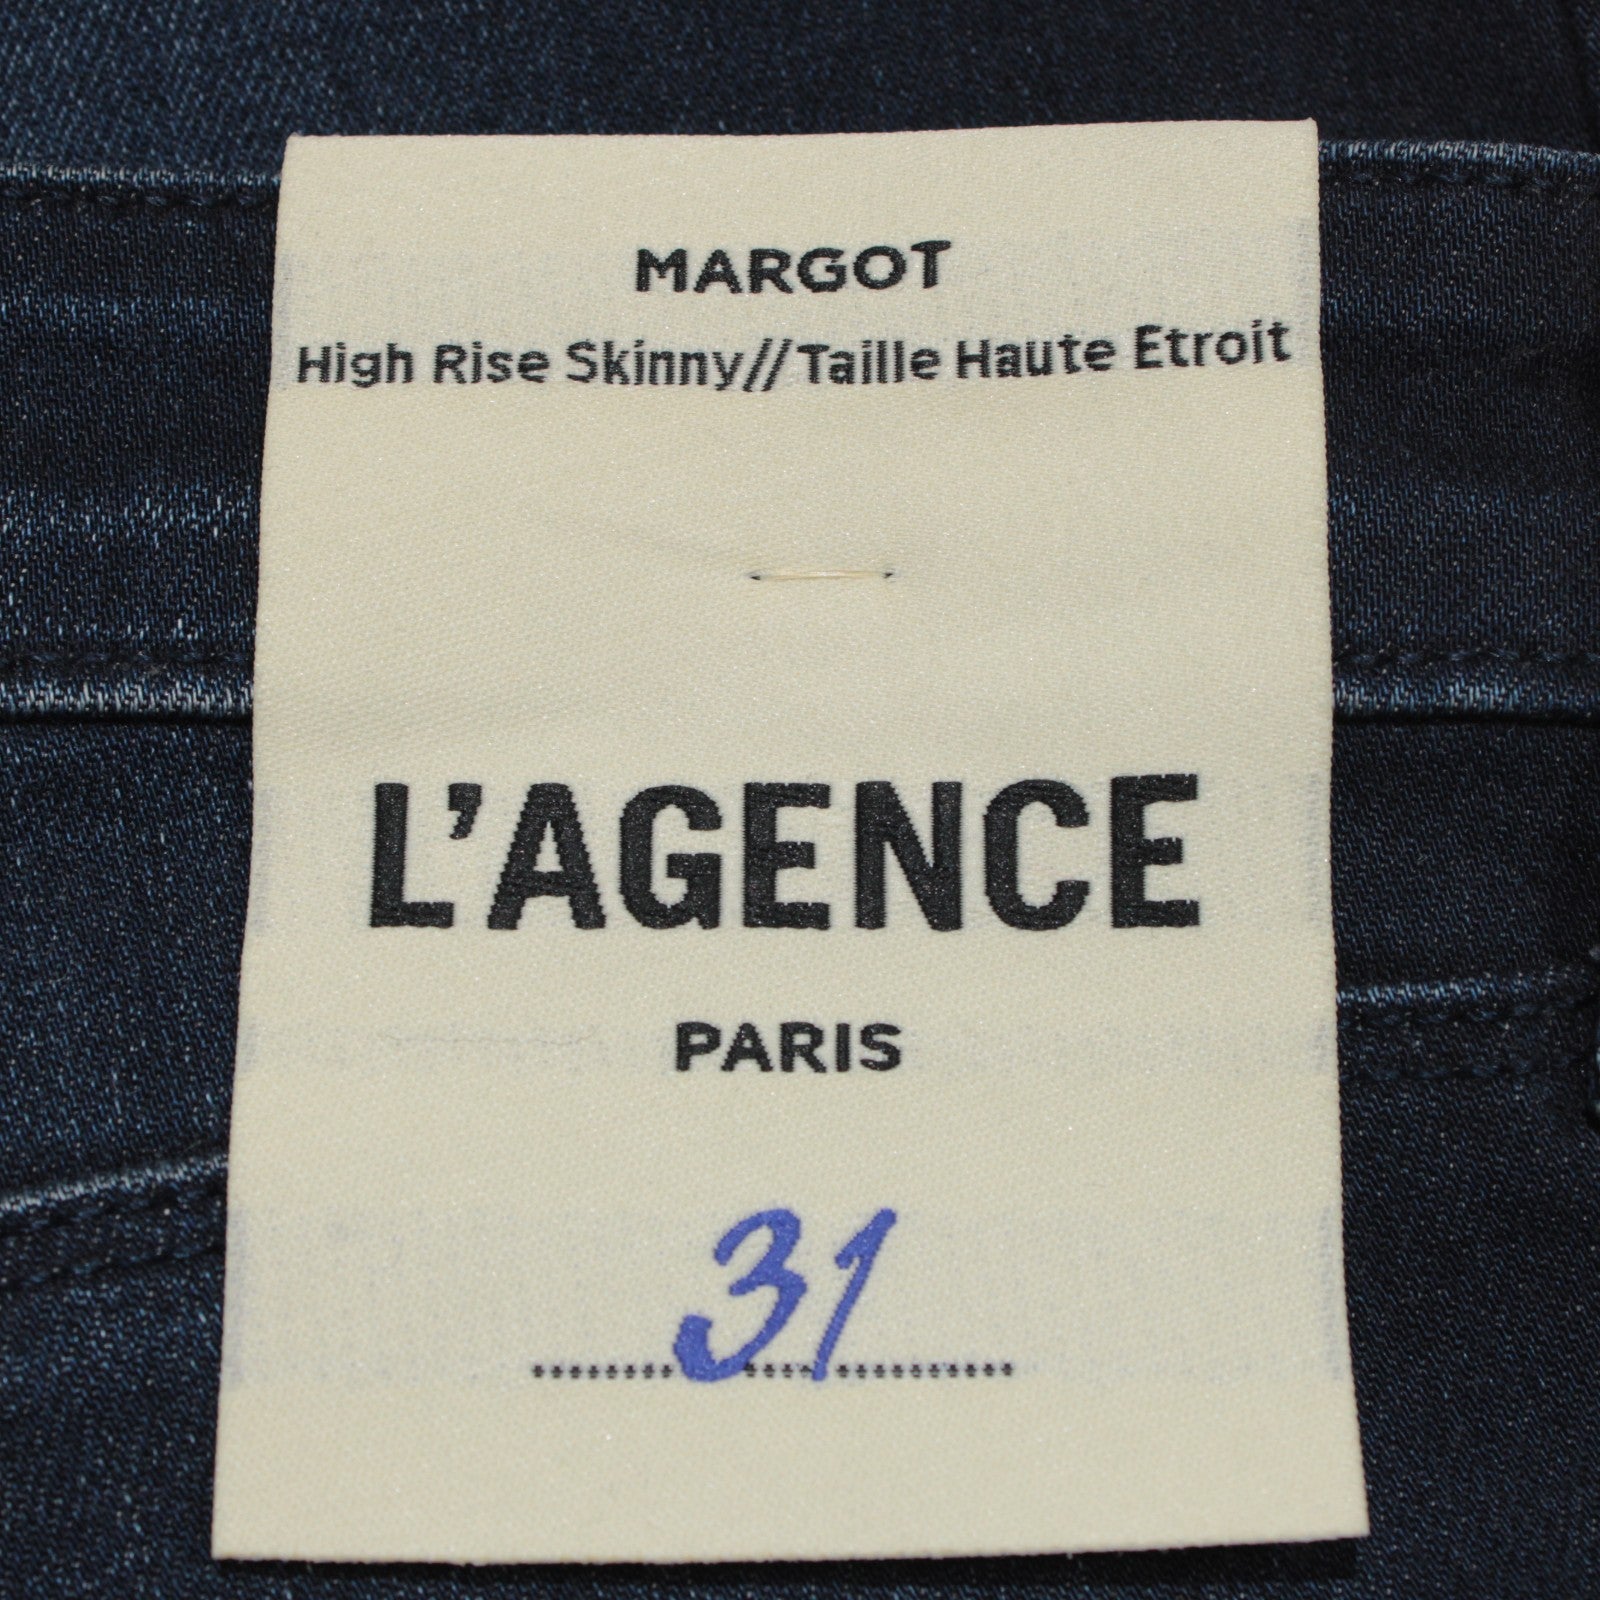 MARGOT
High Rise Skinny//Taille Haute Etroit
L'AGENCE
PARIS
31